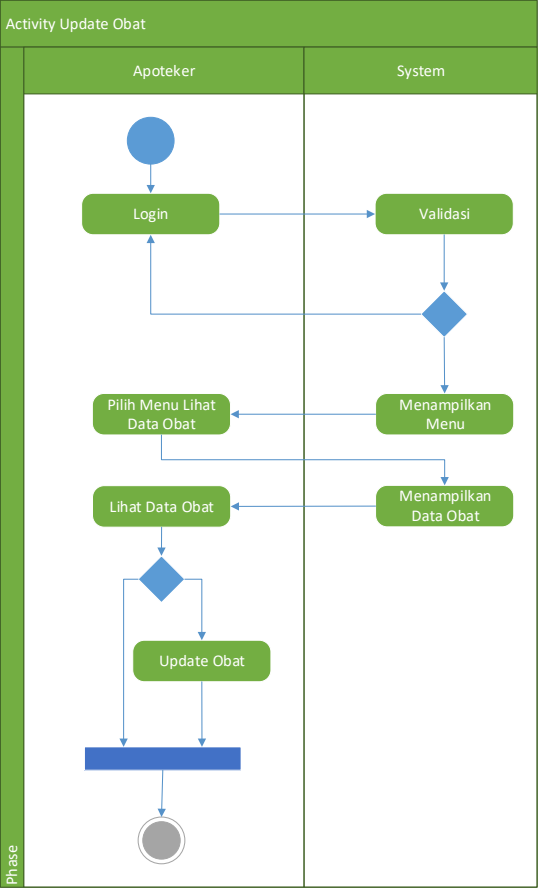 Activity Update Obat
Apoteker
System
Login
Validasi
Pilih Menu Lihat
Data Obat
Menampilkan
Menu
Lihat Data Obat
Menampilkan
Data Obat
Update Obat
Phase